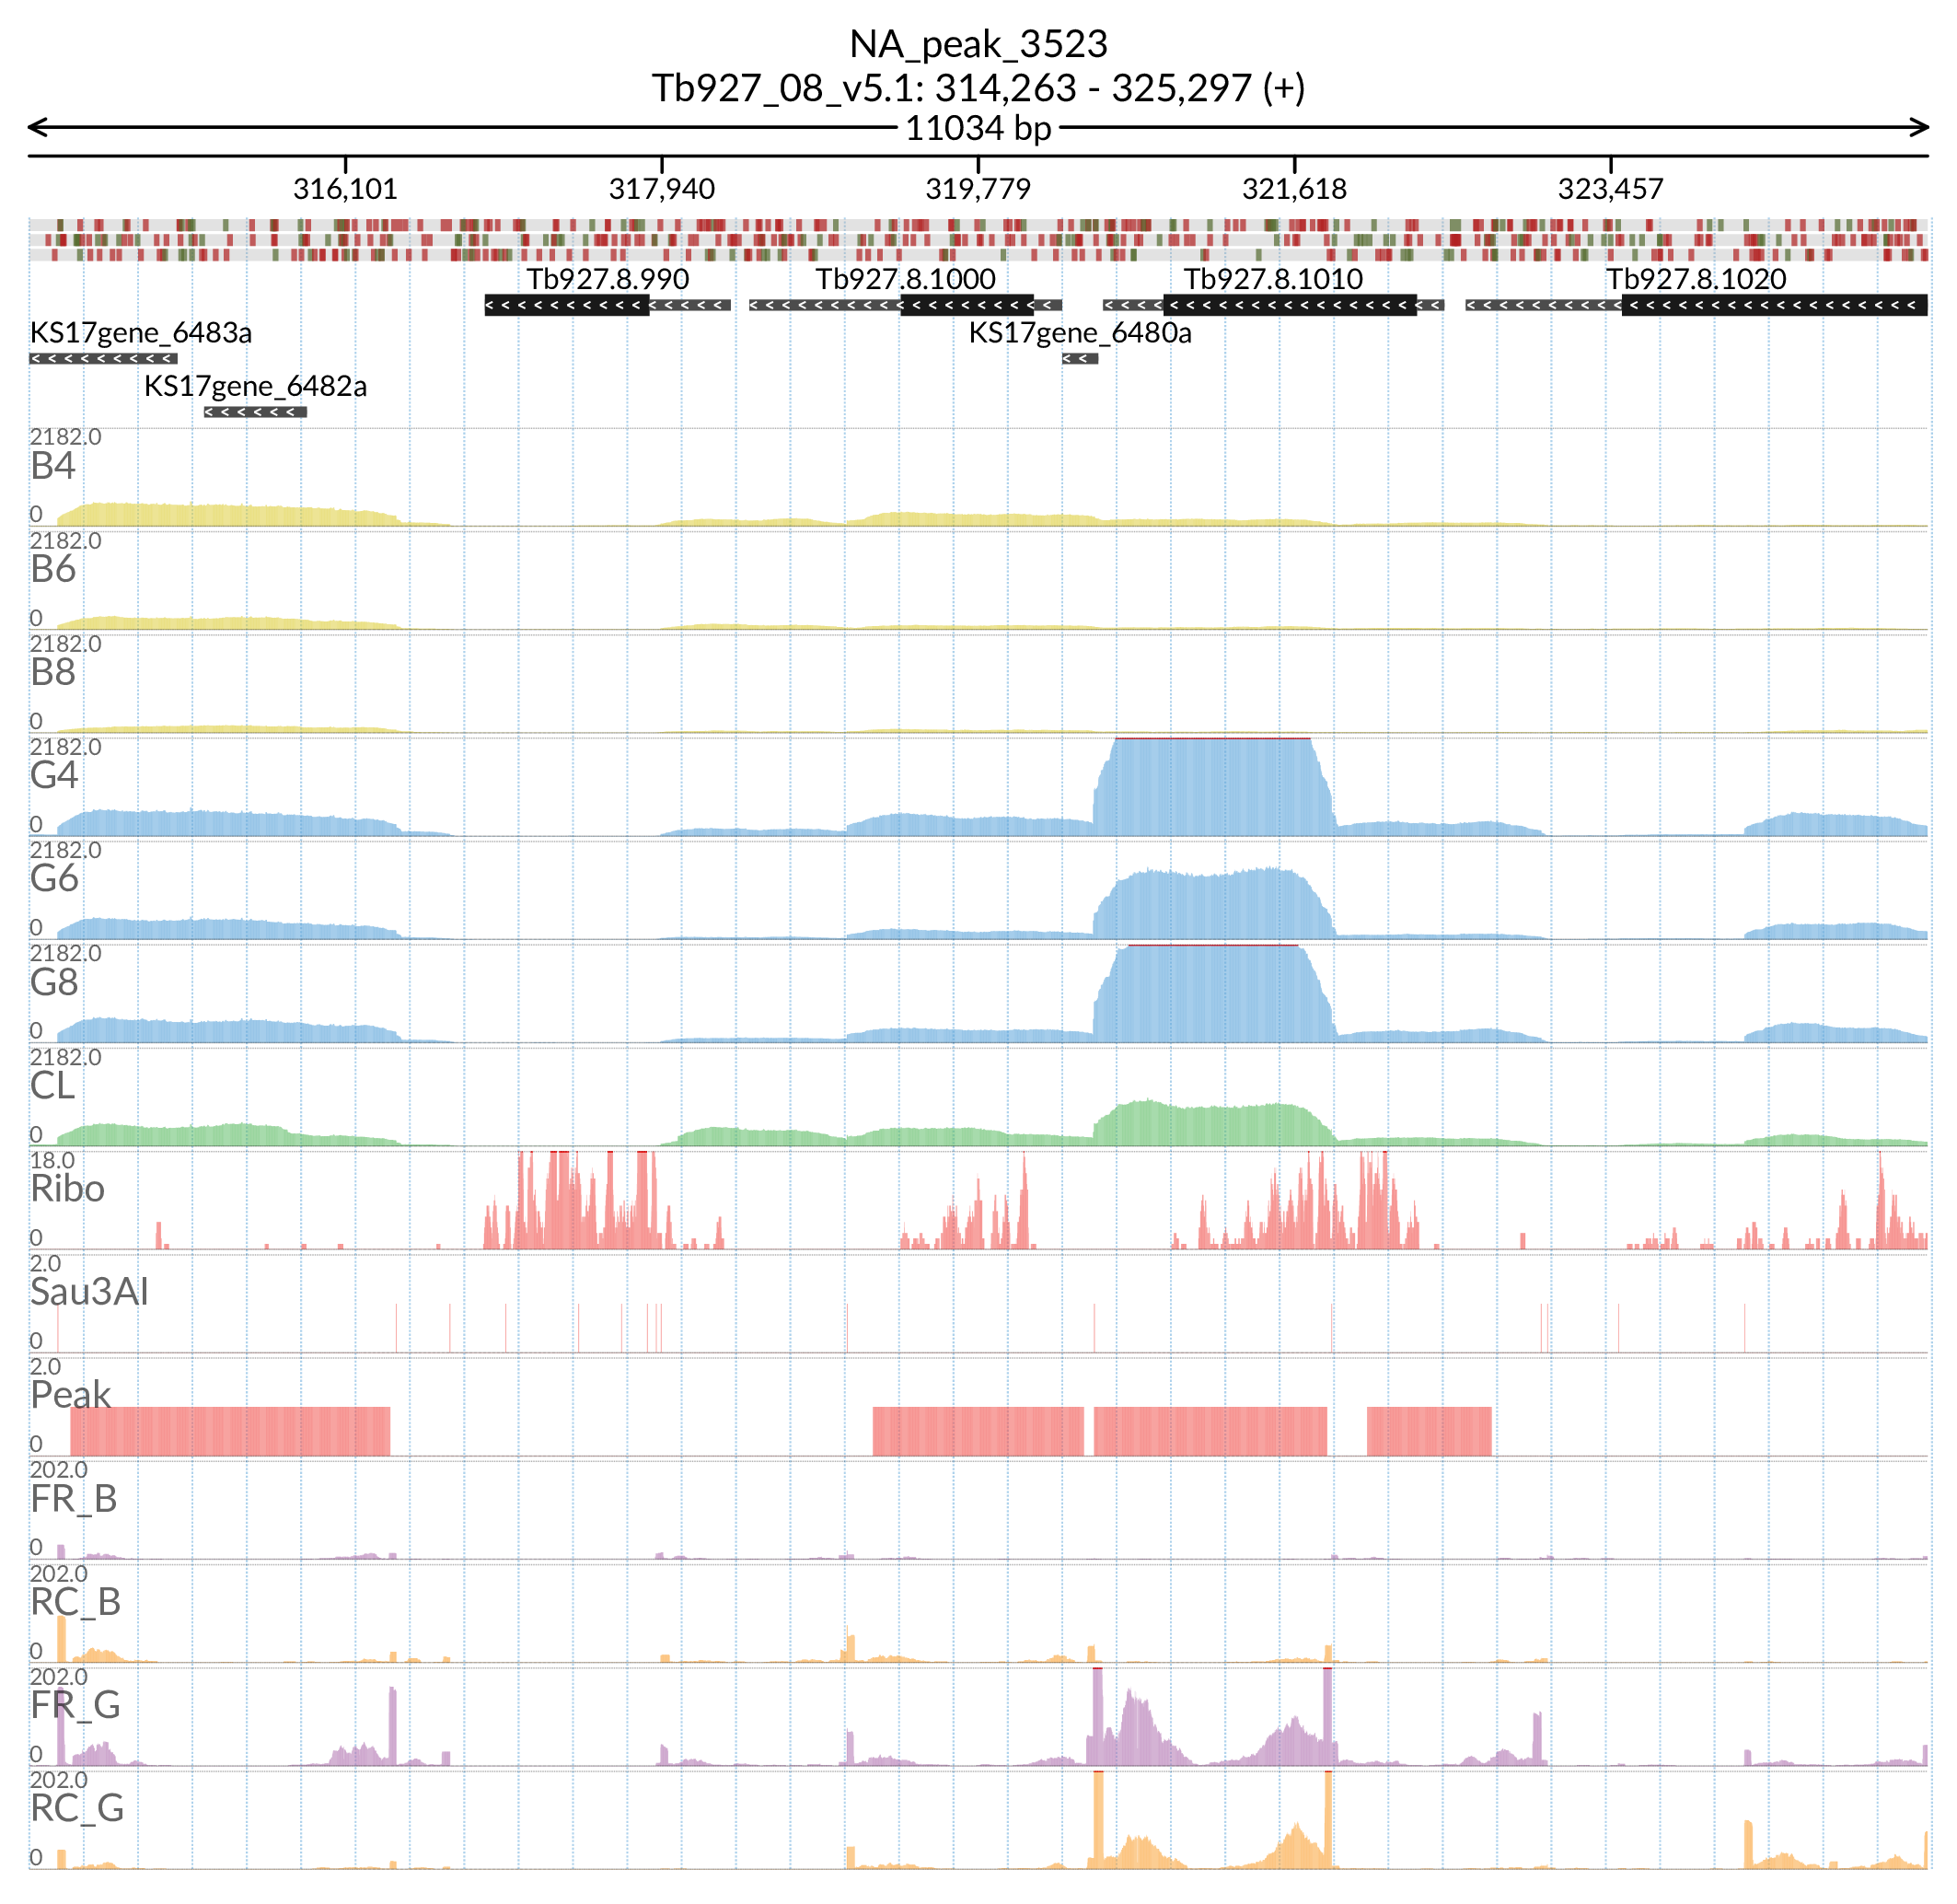 NA_peak_3523
Tb927_08_v5.1: 314,263 - 325,297 (+)
11034 bp
316,101 317,940 319,779 321,618 323,457
Tb927.8.990 Tb927.8.1000 Tb927.8.1010 Tb927.8.1020
KS17gene_6483a KS17gene_6480a
KS17gene_6482a
2182.0
B4
0
2182.0
B6
0
2182.0
B8
0
2182.0
G4
0
2182.0
G6
0
2182.0
G8
0
2182.0
CL
0
18.0
Ribo
0
2.0
Sau3AI
0
2.0
Peak
0
202.0
FR_B
0
202.0
RC_B
0
202.0
FR_G
0
202.0
RC_G
0